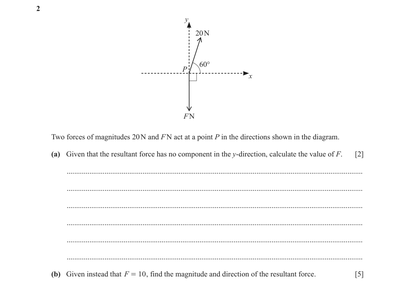 2
y
20 N
P
60°
x
F N
Two forces of magnitudes 20 N and F N act at a point P in the directions shown in the diagram.
(a) Given that the resultant force has no component in the y-direction, calculate the value of F. [2]
(b) Given instead that F = 10, find the magnitude and direction of the resultant force. [5]